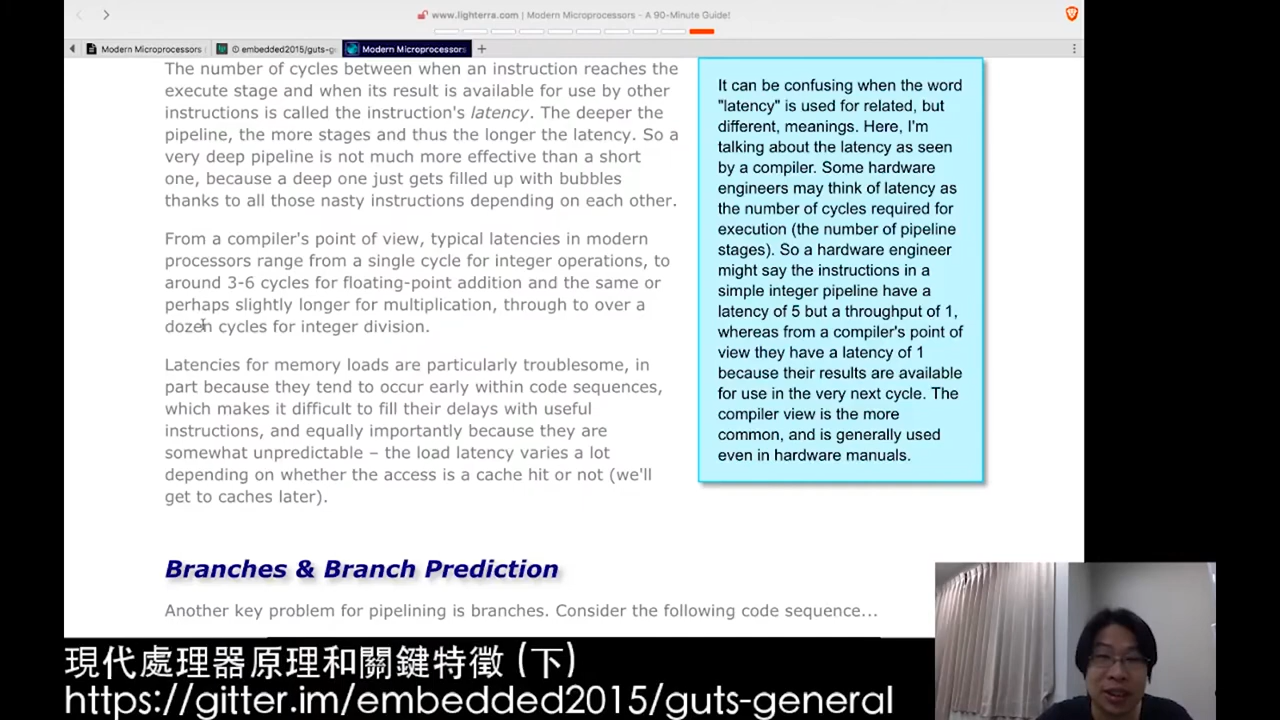 www.lighterra.com | Modern Microprocessors - A 90-Minute Guide!
Modern Microprocessors
embedded2015/guts-g
Modern Microprocessors
The number of cycles between when an instruction reaches the
execute stage and when its result is available for use by other
instructions is called the instruction's latency. The deeper the
pipeline, the more stages and thus the longer the latency. So a
very deep pipeline is not much more effective than a short
one, because a deep one just gets filled up with bubbles
thanks to all those nasty instructions depending on each other.
From a compiler's point of view, typical latencies in modern
processors range from a single cycle for integer operations, to
around 3-6 cycles for floating-point addition and the same or
perhaps slightly longer for multiplication, through to over a
dozen cycles for integer division.
Latencies for memory loads are particularly troublesome, in
part because they tend to occur early within code sequences,
which makes it difficult to fill their delays with useful
instructions, and equally importantly because they are
somewhat unpredictable – the load latency varies a lot
depending on whether the access is a cache hit or not (we'll
get to caches later).
It can be confusing when the word
"latency" is used for related, but
different, meanings. Here, I'm
talking about the latency as seen
by a compiler. Some hardware
engineers may think of latency as
the number of cycles required for
execution (the number of pipeline
stages). So a hardware engineer
might say the instructions in a
simple integer pipeline have a
latency of 5 but a throughput of 1,
whereas from a compiler's point of
view they have a latency of 1
because their results are available
for use in the very next cycle. The
compiler view is the more
common, and is generally used
even in hardware manuals.
Branches & Branch Prediction
Another key problem for pipelining is branches. Consider the following code sequence...
現代處理器原理和關鍵特徵 (下)
https://gitter.im/embedded2015/guts-general